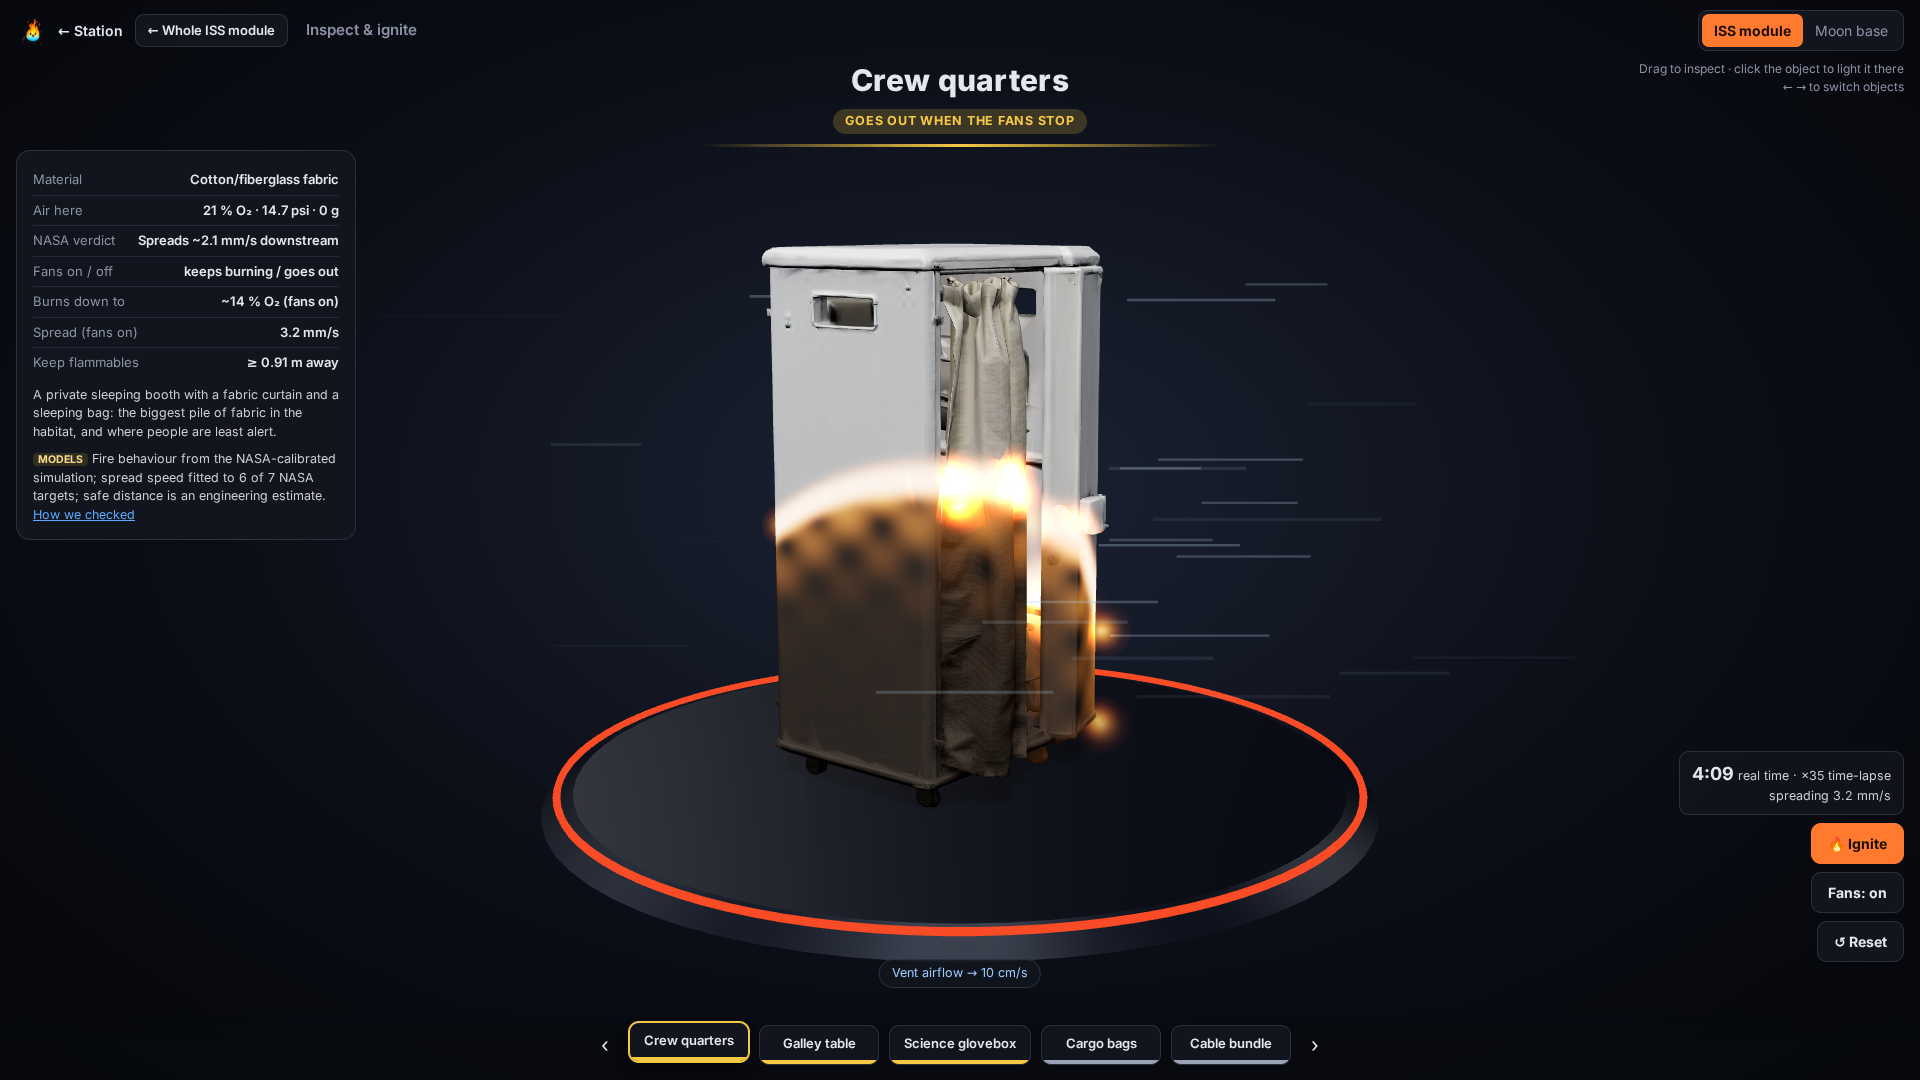 ← Station
← Whole ISS module
Inspect & ignite
ISS module
Moon base
Drag to inspect · click the object to light it there
← → to switch objects
Crew quarters
GOES OUT WHEN THE FANS STOP
Material Cotton/fiberglass fabric
Air here 21 % O₂ · 14.7 psi · 0 g
NASA verdict Spreads ~2.1 mm/s downstream
Fans on / off keeps burning / goes out
Burns down to ~14 % O₂ (fans on)
Spread (fans on) 3.2 mm/s
Keep flammables ≥ 0.91 m away
A private sleeping booth with a fabric curtain and a
sleeping bag: the biggest pile of fabric in the
habitat, and where people are least alert.
MODELS Fire behaviour from the NASA-calibrated
simulation; spread speed fitted to 6 of 7 NASA
targets; safe distance is an engineering estimate.
How we checked
4:09 real time · ×35 time-lapse
spreading 3.2 mm/s
Ignite
Fans: on
↺ Reset
Vent airflow → 10 cm/s
‹
Crew quarters
Galley table
Science glovebox
Cargo bags
Cable bundle
›